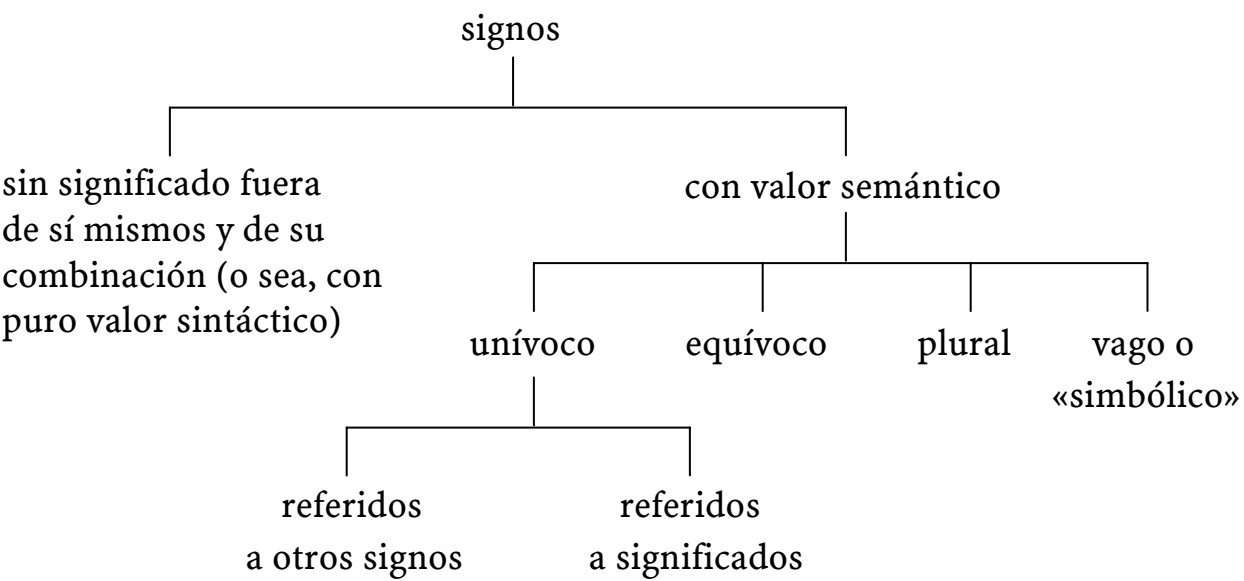 signos
sin significado fuera
de sí mismos y de su
combinación (o sea, con
puro valor sintáctico)
con valor semántico
unívoco
equívoco
plural
vago o
«simbólico»
referidos
a otros signos
referidos
a significados